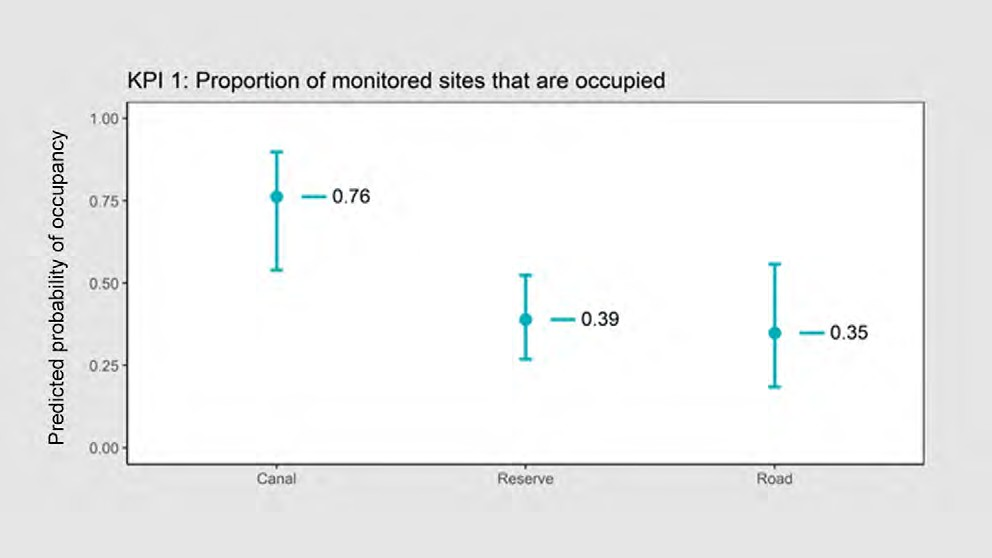 KPI 1: Proportion of monitored sites that are occupied
Predicted probability of occupancy
1.00
0.75
0.50
0.25
0.00
0.76
0.39
0.35
Canal
Reserve
Road